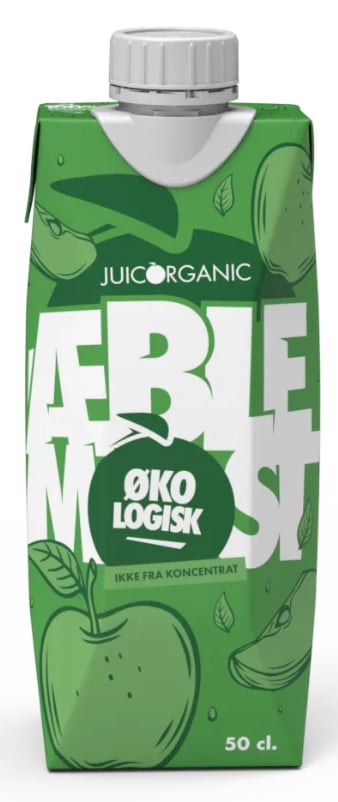 JUICORGANIC
ÆBLE
MOST
ØKO
LOGISK
IKKE FRA KONCENTRAT
50 cl.